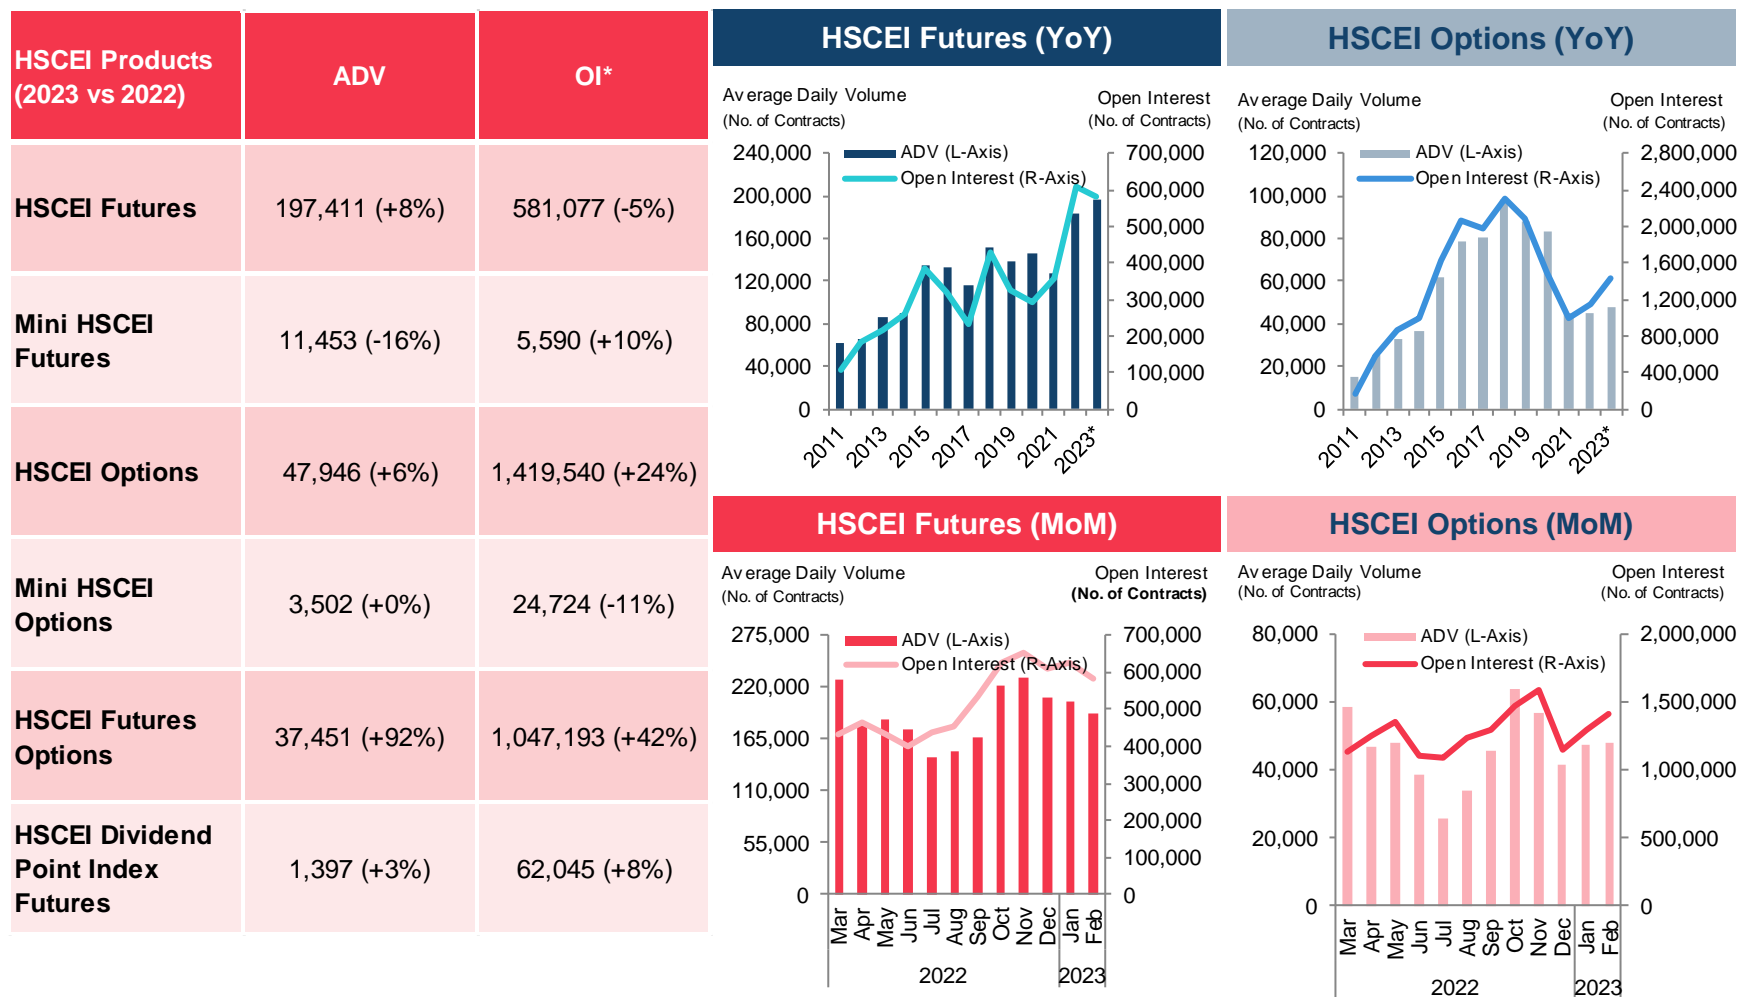 HSCEI Products
(2023 vs 2022)
ADV
OI*
HSCEI Futures
197,411 (+8%)
581,077 (-5%)
Mini HSCEI
Futures
11,453 (-16%)
5,590 (+10%)
HSCEI Options
47,946 (+6%)
1,419,540 (+24%)
Mini HSCEI
Options
3,502 (+0%)
24,724 (-11%)
HSCEI Futures
Options
37,451 (+92%)
1,047,193 (+42%)
HSCEI Dividend
Point Index
Futures
1,397 (+3%)
62,045 (+8%)
HSCEI Futures (YoY)
Average Daily Volume
(No. of Contracts)
Open Interest
(No. of Contracts)
ADV (L-Axis)
Open Interest (R-Axis)
240,000
200,000
160,000
120,000
80,000
40,000
0
700,000
600,000
500,000
400,000
300,000
200,000
100,000
0
2011
2013
2015
2017
2019
2021
2023*
HSCEI Options (YoY)
Average Daily Volume
(No. of Contracts)
Open Interest
(No. of Contracts)
ADV (L-Axis)
Open Interest (R-Axis)
120,000
100,000
80,000
60,000
40,000
20,000
0
2,800,000
2,400,000
2,000,000
1,600,000
1,200,000
800,000
400,000
0
2011
2013
2015
2017
2019
2021
2023*
HSCEI Futures (MoM)
Average Daily Volume
(No. of Contracts)
Open Interest
(No. of Contracts)
ADV (L-Axis)
Open Interest (R-Axis)
275,000
220,000
165,000
110,000
55,000
0
700,000
600,000
500,000
400,000
300,000
200,000
100,000
0
Mar
Apr
May
Jun
Jul
Aug
Sep
Oct
Nov
Dec
Jan
Feb
2022
2023
HSCEI Options (MoM)
Average Daily Volume
(No. of Contracts)
Open Interest
(No. of Contracts)
ADV (L-Axis)
Open Interest (R-Axis)
80,000
60,000
40,000
20,000
0
2,000,000
1,500,000
1,000,000
500,000
0
Mar
Apr
May
Jun
Jul
Aug
Sep
Oct
Nov
Dec
Jan
Feb
2022
2023